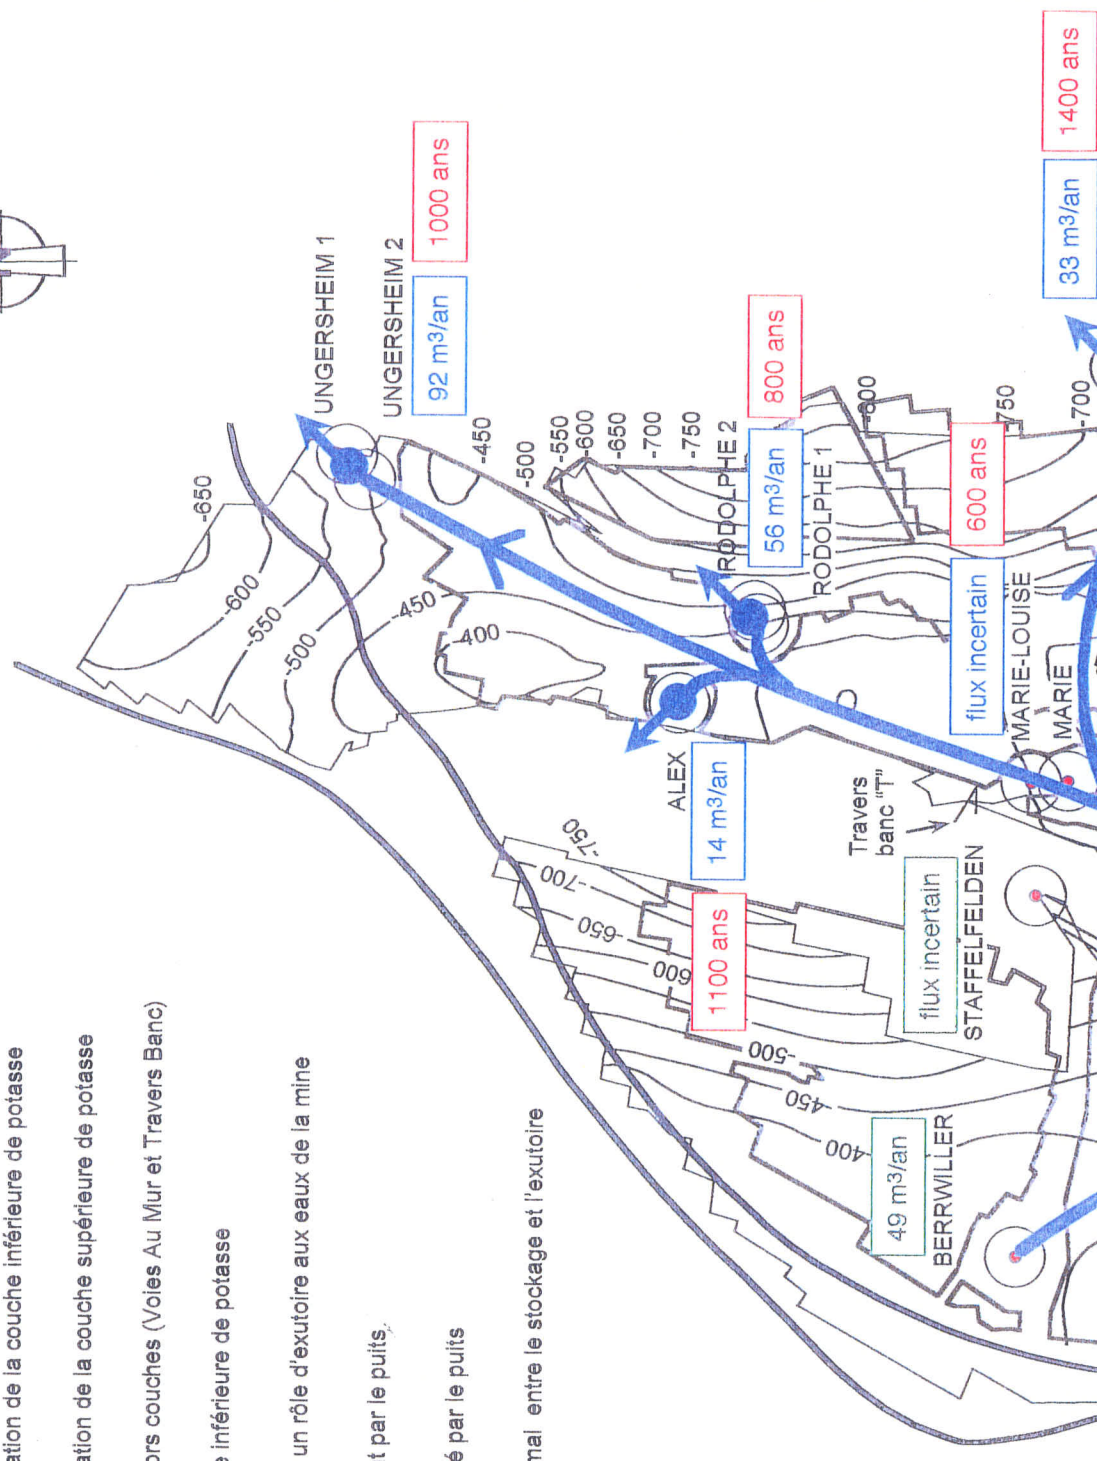 ation de la couche inférieure de potasse
ation de la couche supérieure de potasse
ors couches (Voies Au Mur et Travers Banc)
inférieure de potasse
un rôle d'exutoire aux eaux de la mine
t par le puits
é par le puits
mal entre le stockage et l'exutoire
UNGERSHEIM 1
UNGERSHEIM 2
92 m³/an
1000 ans
-650
-600
-550
-500
-450
-400
-450
-500
-550
-600
-650
-700
-750
RODOLPHE 2
56 m³/an
800 ans
RODOLPHE 1
-600
-750
-700
ALEX
14 m³/an
1100 ans
-750
-700
-650
600
-500
-450
-400
Travers
banc "T"
flux incertain
600 ans
MARIE-LOUISE
MARIE
33 m³/an
1400 ans
flux incertain
STAFFELFELDEN
49 m³/an
BERRWILLER